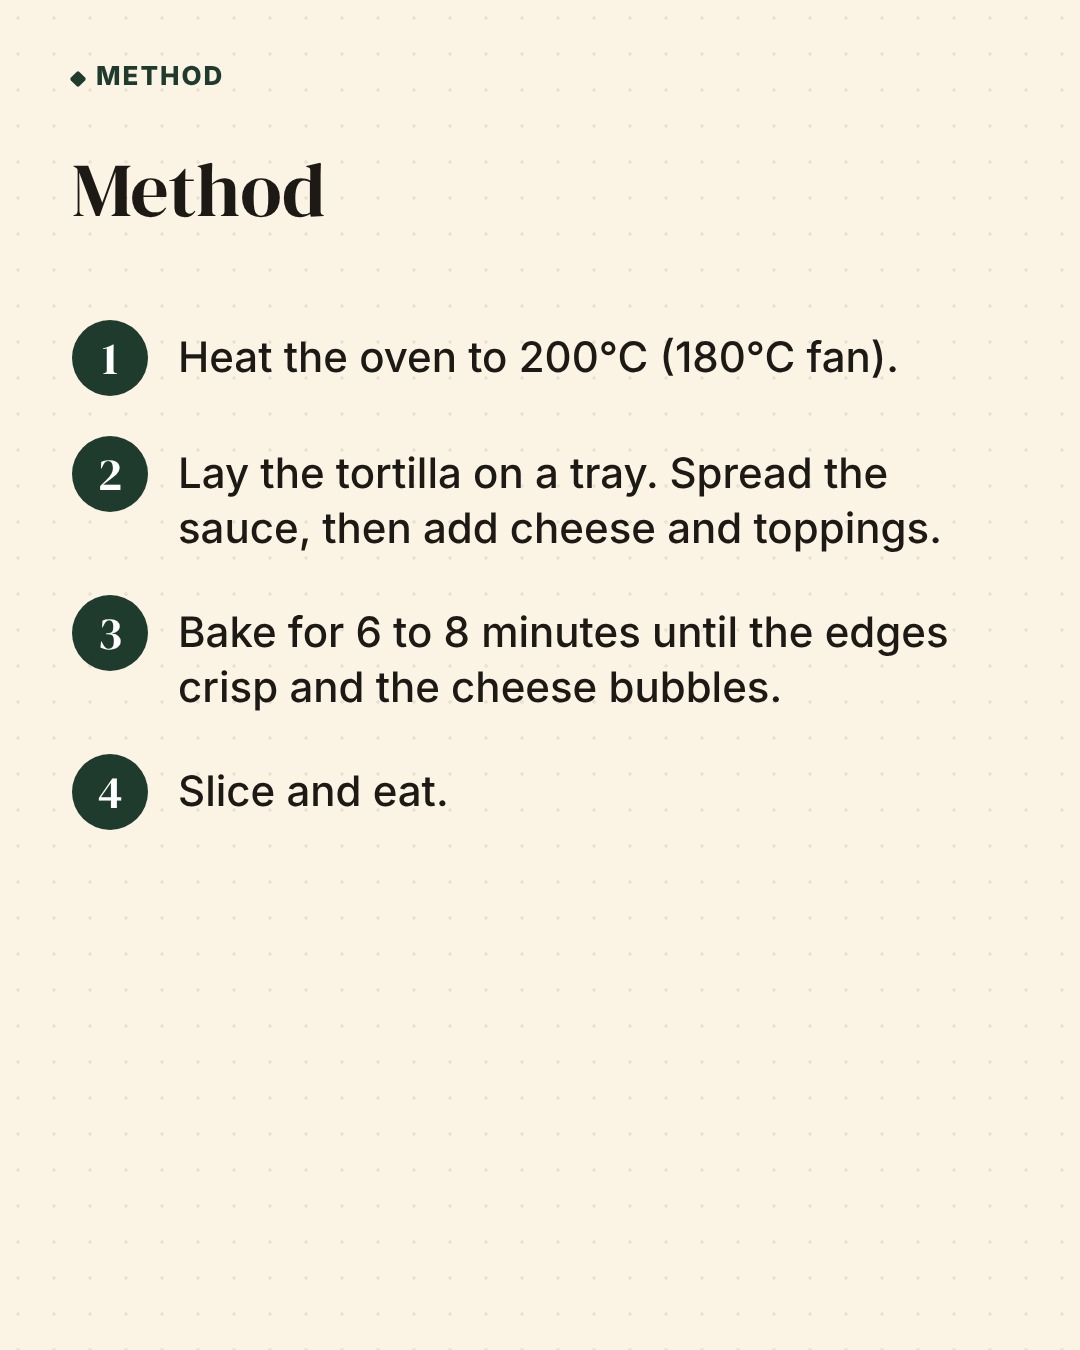 METHOD
Method
1 Heat the oven to 200°C (180°C fan).
2 Lay the tortilla on a tray. Spread the
sauce, then add cheese and toppings.
3 Bake for 6 to 8 minutes until the edges
crisp and the cheese bubbles.
4 Slice and eat.